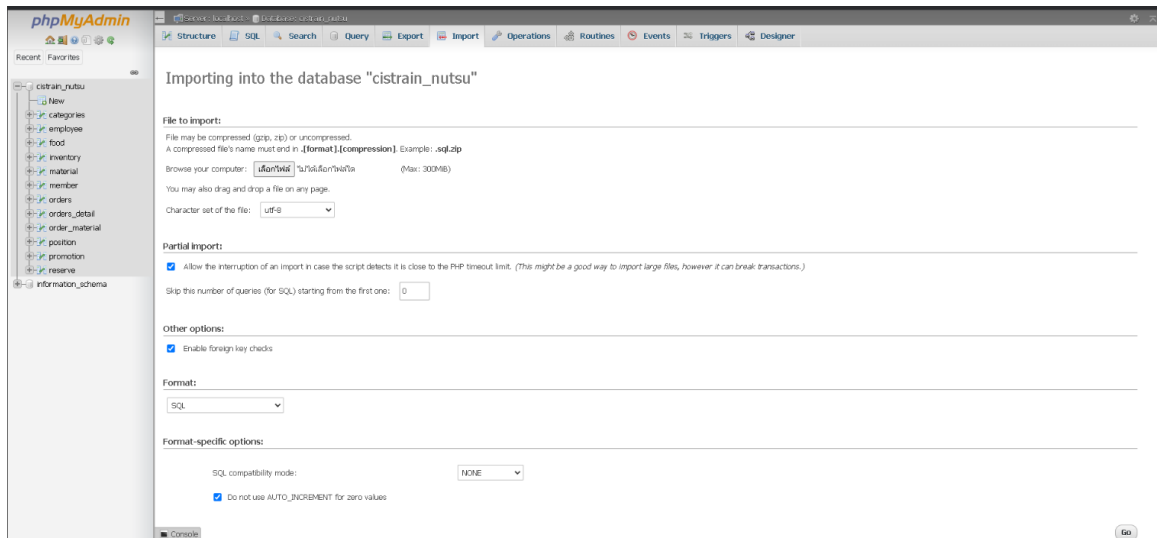 phpMyAdmin
Recent Favorites
cistrain_nutsu
New
categories
employee
food
inventory
material
member
orders
orders_detail
order_material
position
promotion
reserve
information_schema
Server: localhost » Database: cistrain_nutsu
Structure SQL Search Query Export Import Operations Routines Events Triggers Designer
Importing into the database "cistrain_nutsu"
File to import:
File may be compressed (gzip, zip) or uncompressed.
A compressed file's name must end in .[format].[compression]. Example: .sql.zip
Browse your computer: เลือกไฟล์ ไม่ได้เลือกไฟล์ใด (Max: 300MiB)
You may also drag and drop a file on any page.
Character set of the file: utf-8
Partial import:
Allow the interruption of an import in case the script detects it is close to the PHP timeout limit. (This might be a good way to import large files, however it can break transactions.)
Skip this number of queries (for SQL) starting from the first one: 0
Other options:
Enable foreign key checks
Format:
SQL
Format-specific options:
SQL compatibility mode: NONE
Do not use AUTO_INCREMENT for zero values
Console
Go